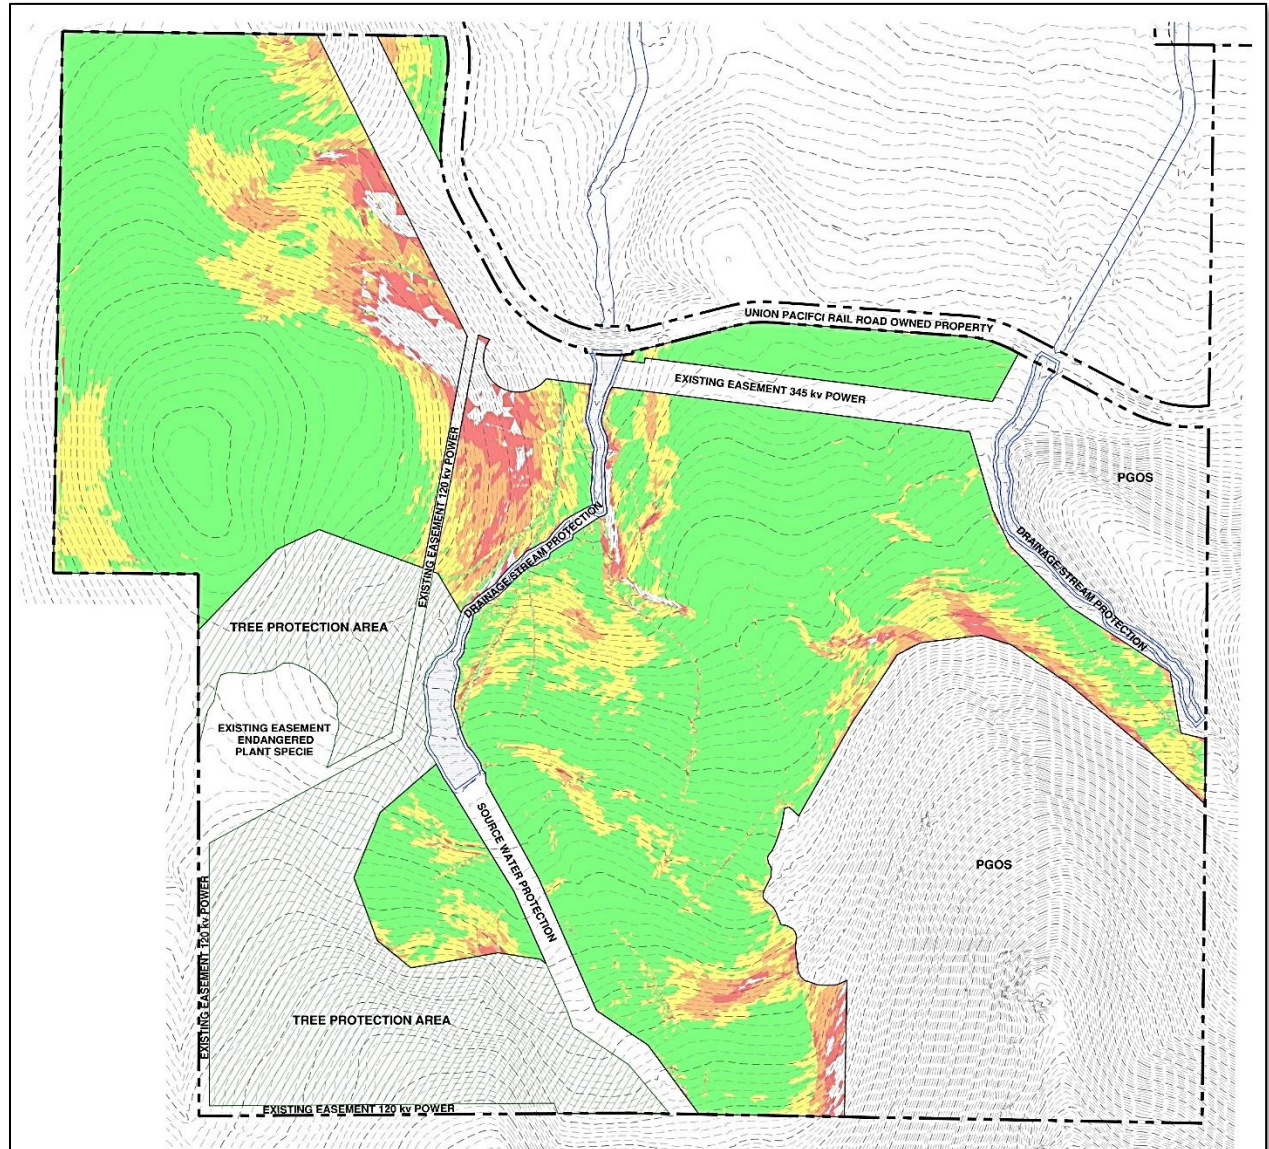 UNION PACIFCI RAIL ROAD OWNED PROPERTY
EXISTING EASEMENT 345 kv POWER
EXISTING EASEMENT 120 kv POWER
PGOS
DRAINAGE/STREAM PROTECTION
DRAINAGE/STREAM PROTECTION
TREE PROTECTION AREA
EXISTING EASEMENT
ENDANGERED
PLANT SPECIE
SOURCE WATER PROTECTION
PGOS
EXISTING EASEMENT 120 kv POWER
TREE PROTECTION AREA
EXISTING EASEMENT 120 kv POWER